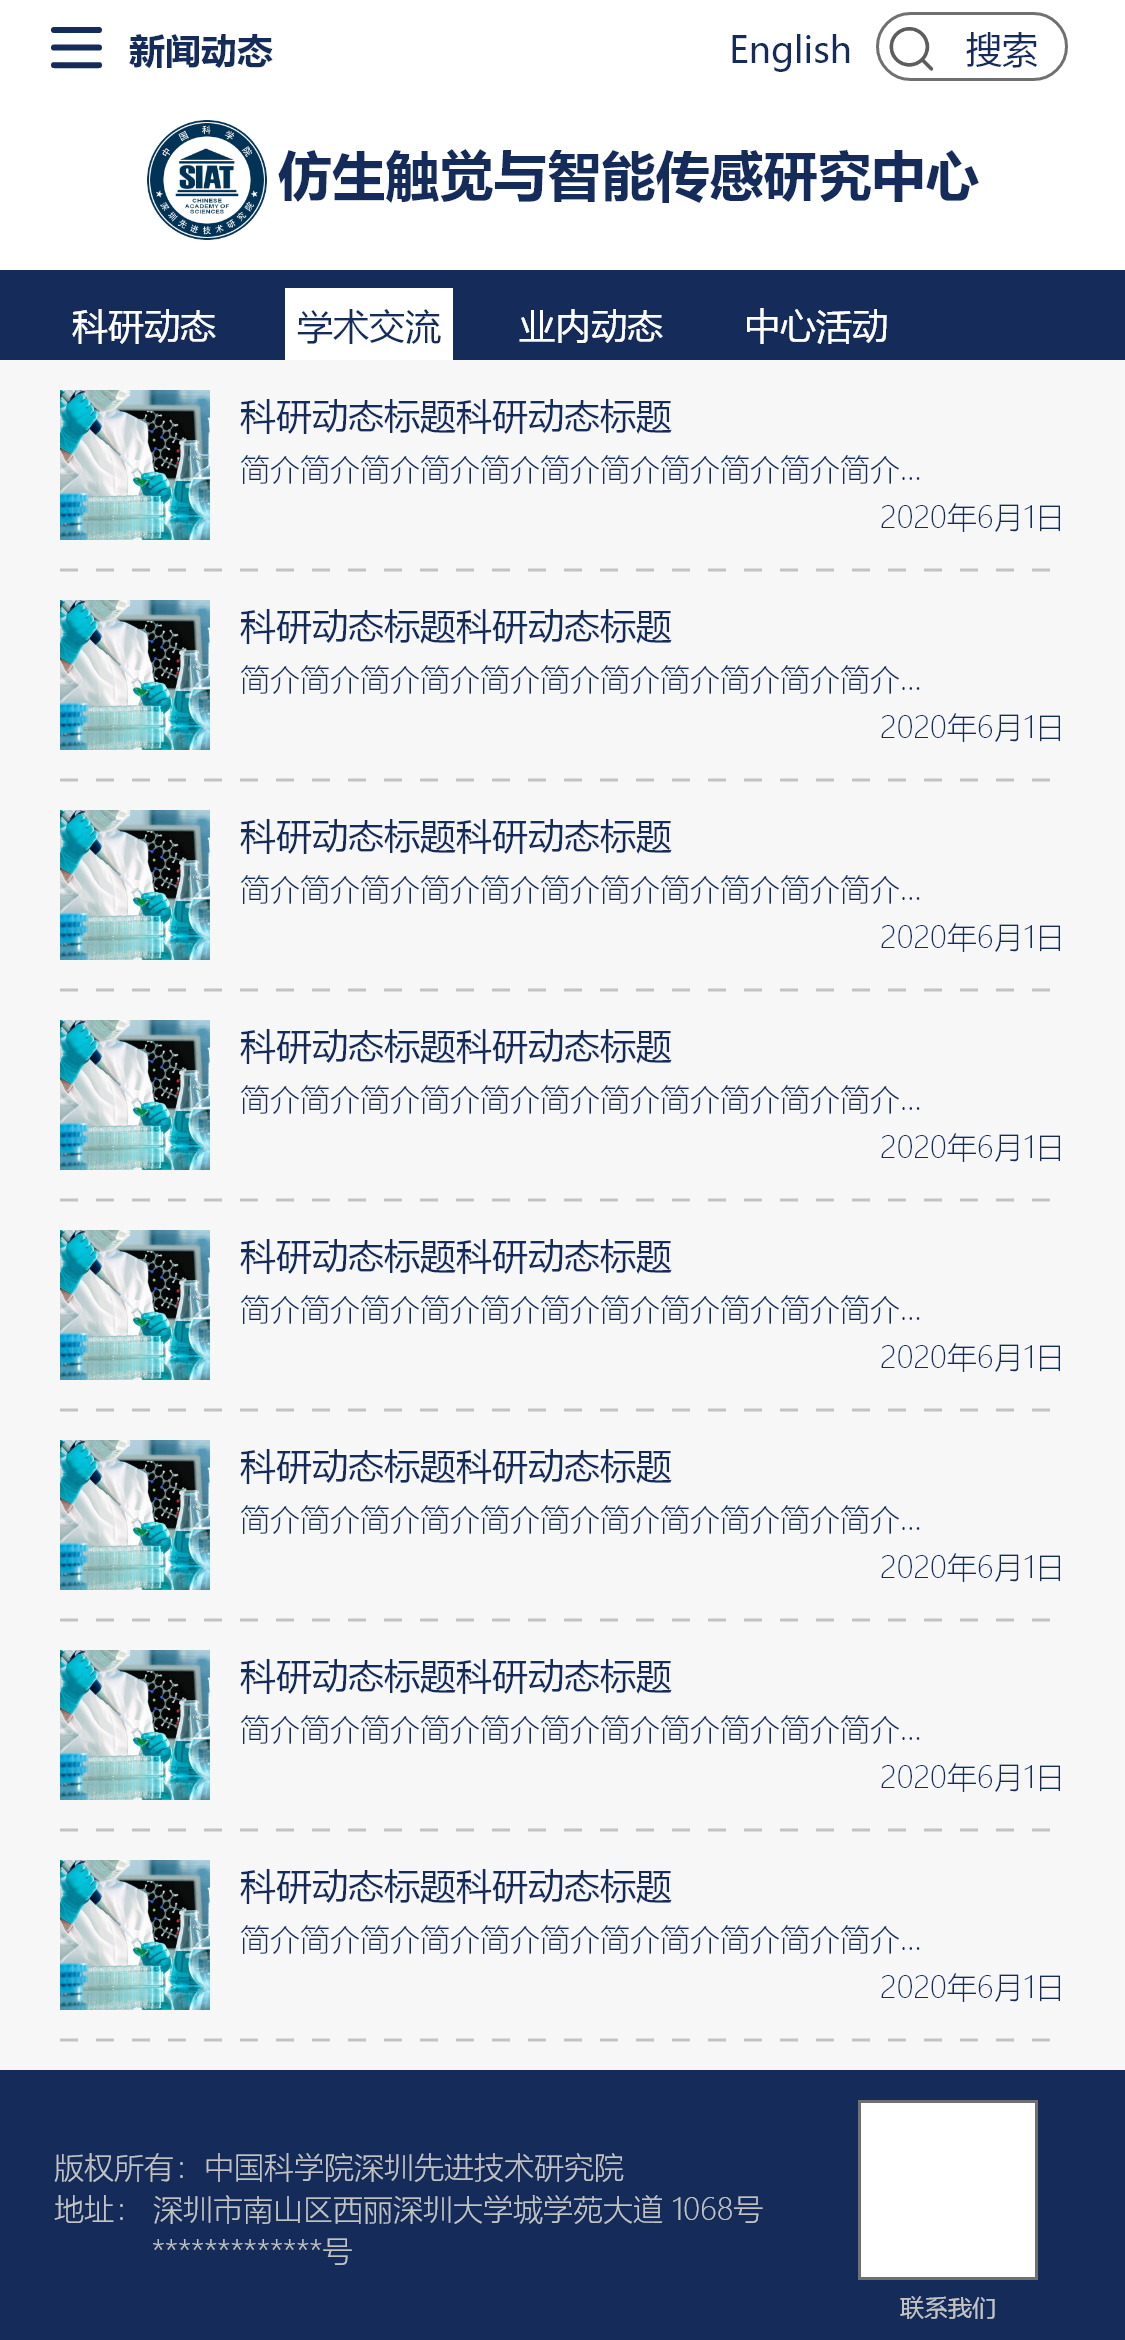 新闻动态
English
搜索
中国科学院
SIAT
CHINESE
ACADEMY OF
SCIENCES
深圳先进技术研究院
仿生触觉与智能传感研究中心
科研动态 学术交流 业内动态 中心活动
科研动态标题科研动态标题
简介简介简介简介简介简介简介简介简介简介简介...
2020年6月1日
科研动态标题科研动态标题
简介简介简介简介简介简介简介简介简介简介简介...
2020年6月1日
科研动态标题科研动态标题
简介简介简介简介简介简介简介简介简介简介简介...
2020年6月1日
科研动态标题科研动态标题
简介简介简介简介简介简介简介简介简介简介简介...
2020年6月1日
科研动态标题科研动态标题
简介简介简介简介简介简介简介简介简介简介简介...
2020年6月1日
科研动态标题科研动态标题
简介简介简介简介简介简介简介简介简介简介简介...
2020年6月1日
科研动态标题科研动态标题
简介简介简介简介简介简介简介简介简介简介简介...
2020年6月1日
科研动态标题科研动态标题
简介简介简介简介简介简介简介简介简介简介简介...
2020年6月1日
版权所有：中国科学院深圳先进技术研究院
地址： 深圳市南山区西丽深圳大学城学苑大道 1068号
*************号
联系我们